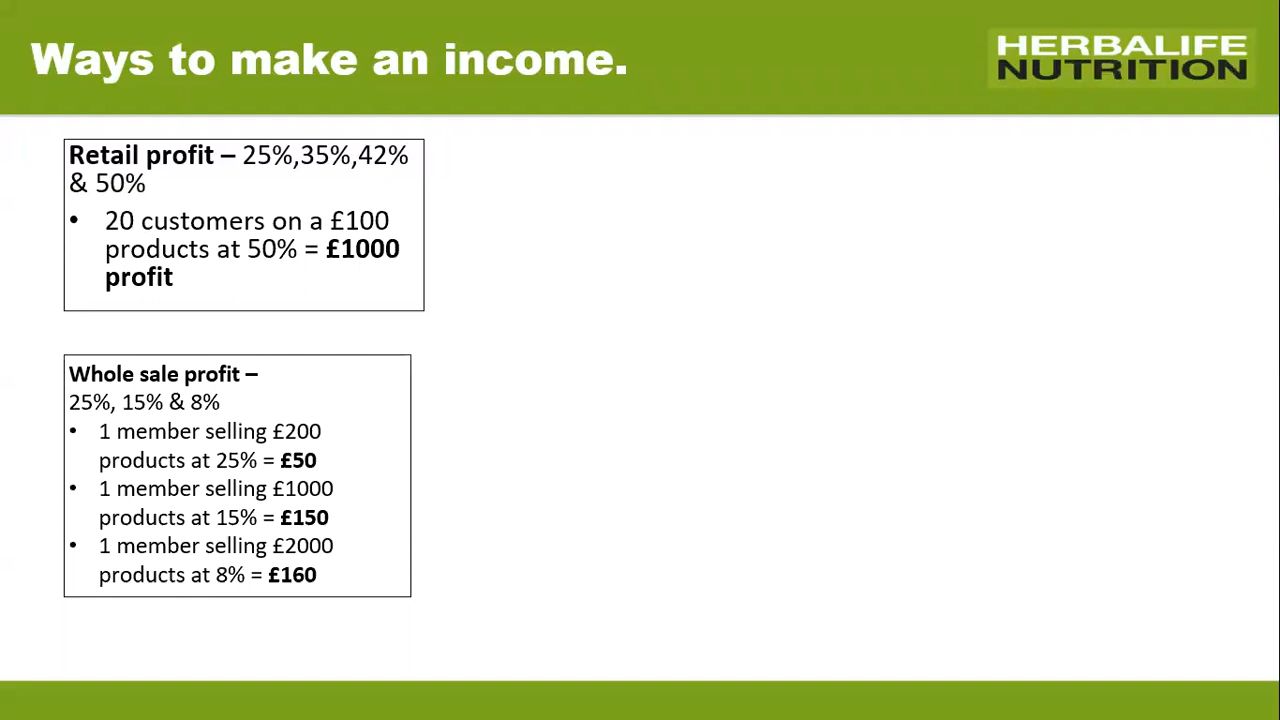 Ways to make an income.
HERBALIFE
NUTRITION
Retail profit – 25%,35%,42%
& 50%
• 20 customers on a £100
products at 50% = £1000
profit
Whole sale profit –
25%, 15% & 8%
• 1 member selling £200
products at 25% = £50
• 1 member selling £1000
products at 15% = £150
• 1 member selling £2000
products at 8% = £160